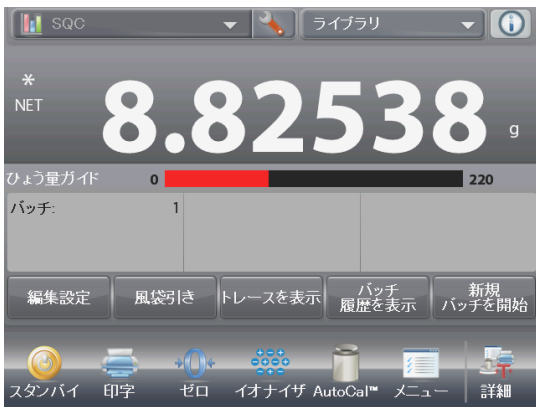 SQC
ライブラリ
*
NET
8.82538 g
ひょう量ガイド 0 220
バッチ: 1
編集設定
風袋引き
トレースを表示
バッチ
履歴を表示
新規
バッチを開始
スタンバイ
印字
ゼロ
イオナイザ
AutoCal™
メニュー
詳細